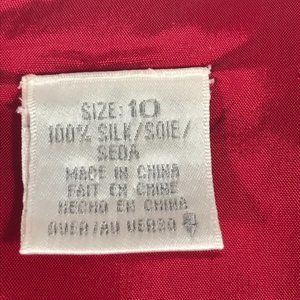 SIZE: 10
100% SILK/SOIE/
SEDA
MADE IN CHINA
FAIT EN CHINE
HECHO EN CHINA
OVER/AU VERSO